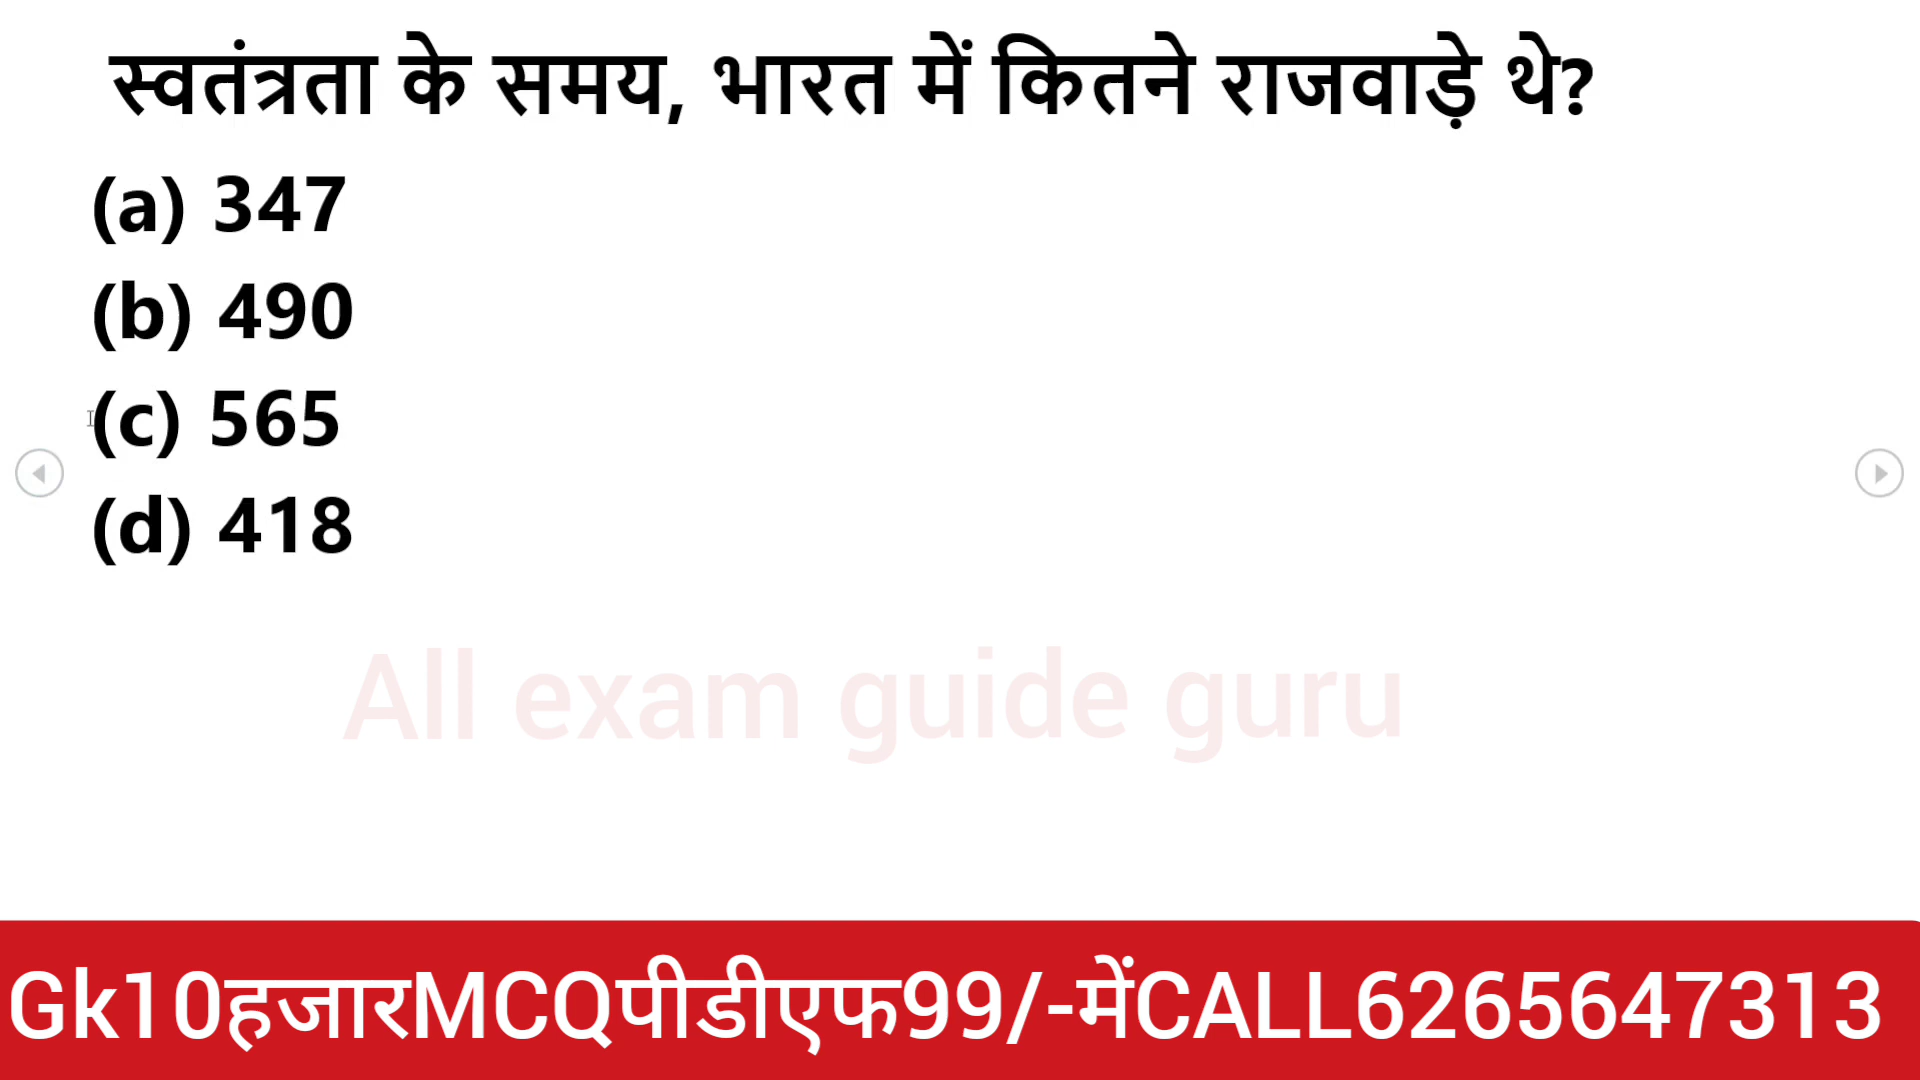 स्वतंत्रता के समय, भारत में कितने राजवाड़े थे?
(a) 347
(b) 490
(c) 565
(d) 418
All exam guide guru
Gk10हजारMCQपीडीएफ99/-मेंCALL6265647313